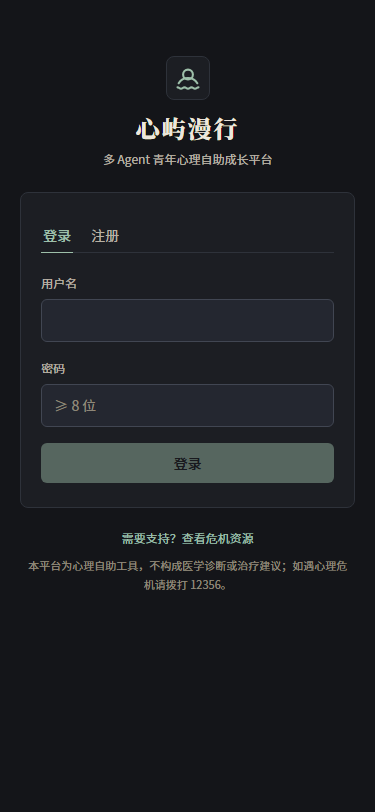 心屿漫行
多 Agent 青年心理自助成长平台
登录 注册
用户名
密码
≥ 8 位
登录
需要支持？查看危机资源
本平台为心理自助工具，不构成医学诊断或治疗建议；如遇心理危
机请拨打 12356。